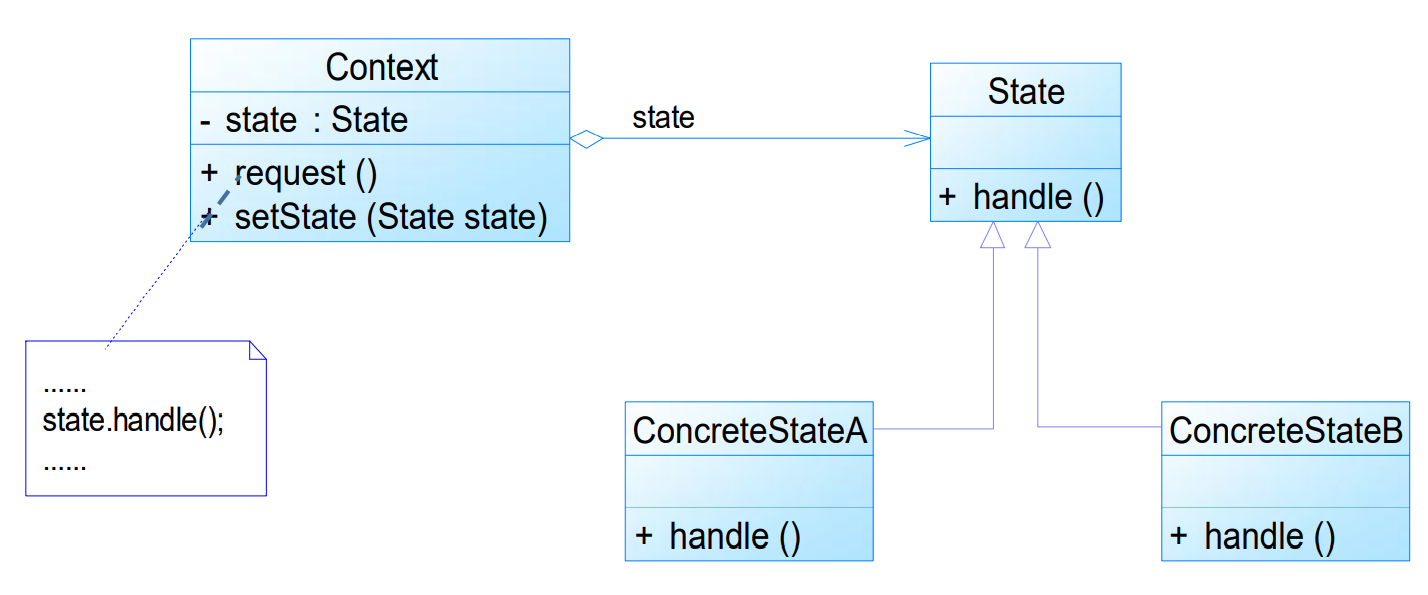 Context
- state : State
+ request ()
+ setState (State state)
state
State
+ handle ()
......
state.handle();
......
ConcreteStateA
+ handle ()
ConcreteStateB
+ handle ()